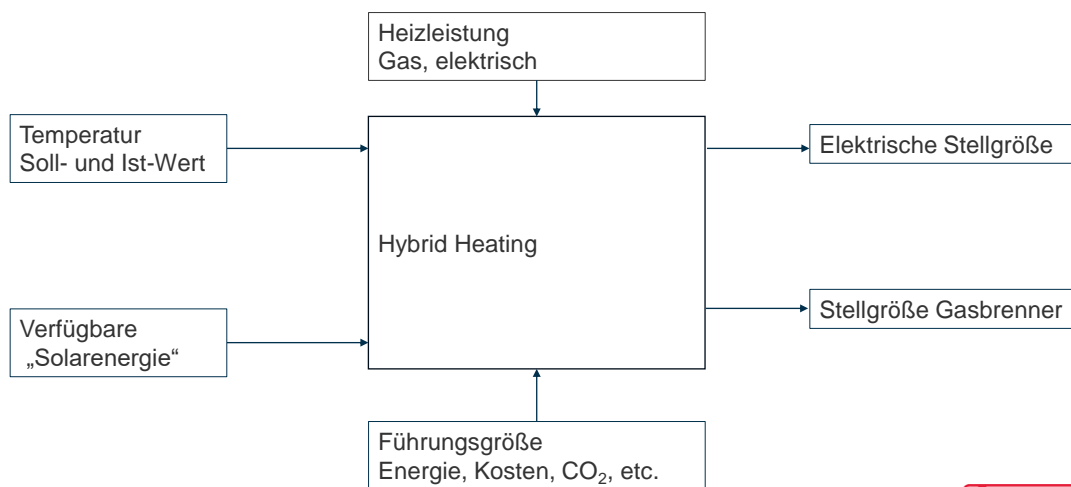 Heizleistung
Gas, elektrisch
Temperatur
Soll- und Ist-Wert
Elektrische Stellgröße
Hybrid Heating
Verfügbare
„Solarenergie“
Stellgröße Gasbrenner
Führungsgröße
Energie, Kosten, CO₂, etc.